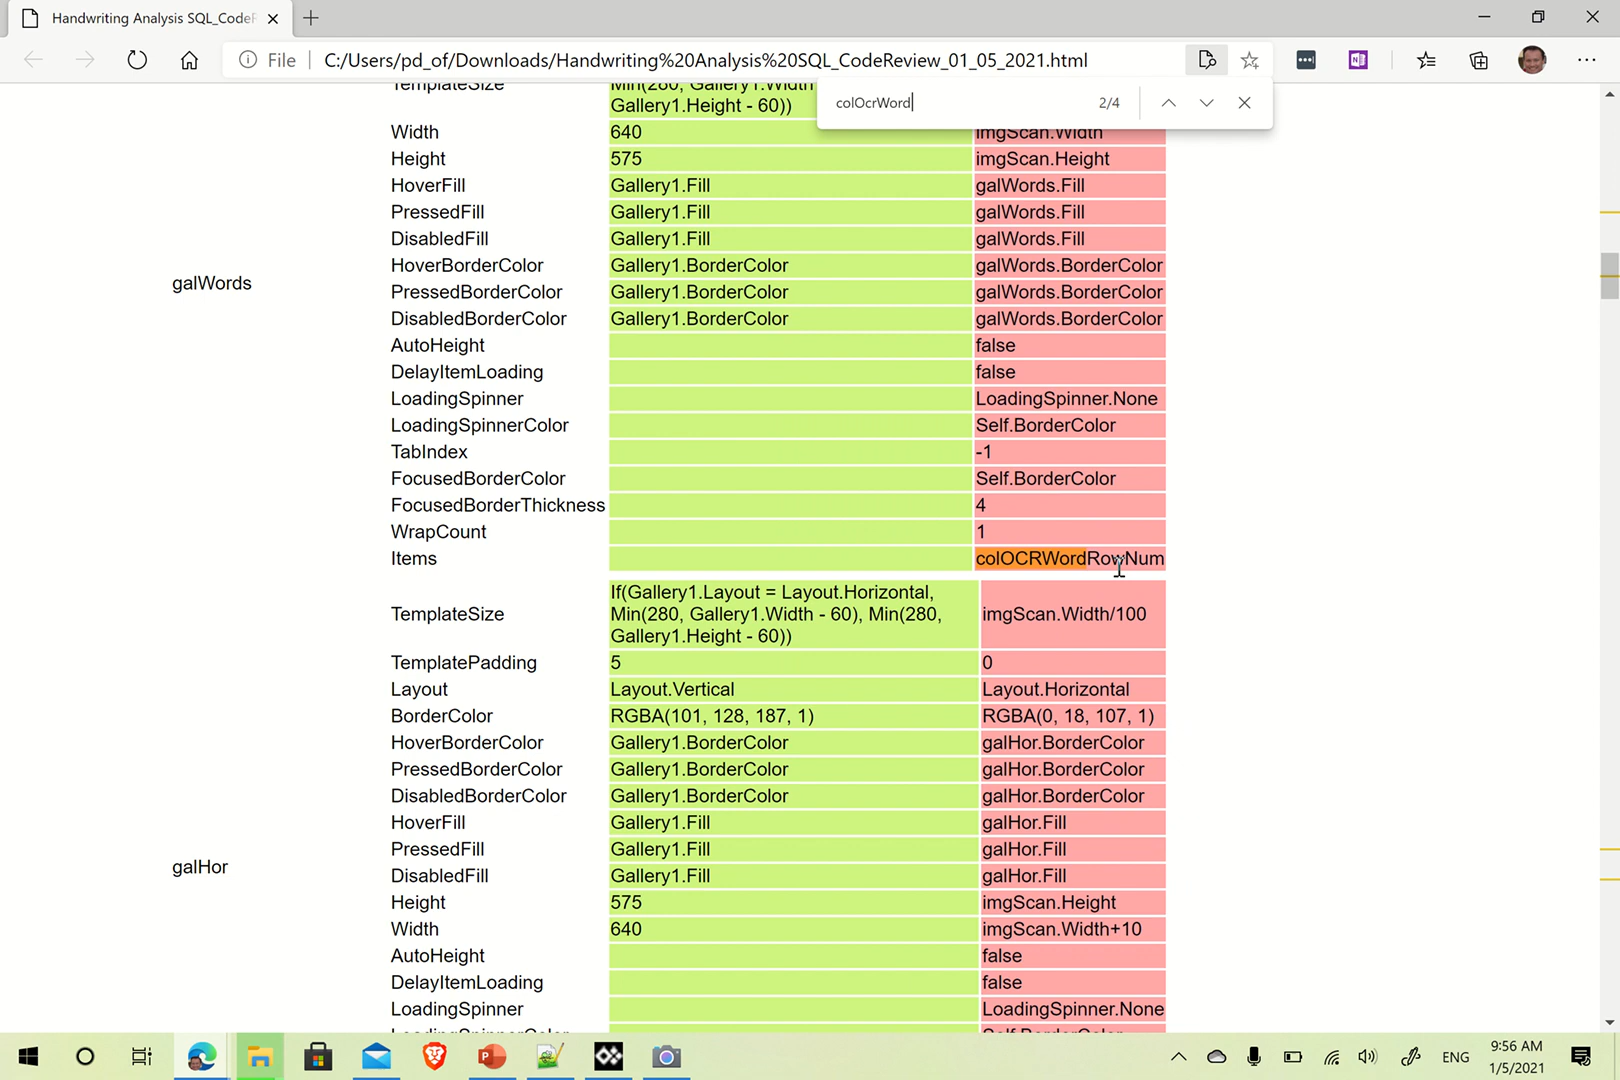 Handwriting Analysis SQL_CodeR
File C:/Users/pd_of/Downloads/Handwriting%20Analysis%20SQL_CodeReview_01_05_2021.html
colOcrWord 2/4
TemplateSize Min(280, Gallery1.Width
Gallery1.Height - 60))
Width 640 imgScan.Width
Height 575 imgScan.Height
HoverFill Gallery1.Fill galWords.Fill
PressedFill Gallery1.Fill galWords.Fill
DisabledFill Gallery1.Fill galWords.Fill
HoverBorderColor Gallery1.BorderColor galWords.BorderColor
galWords
PressedBorderColor Gallery1.BorderColor galWords.BorderColor
DisabledBorderColor Gallery1.BorderColor galWords.BorderColor
AutoHeight false
DelayItemLoading false
LoadingSpinner LoadingSpinner.None
LoadingSpinnerColor Self.BorderColor
TabIndex -1
FocusedBorderColor Self.BorderColor
FocusedBorderThickness 4
WrapCount 1
Items colOCRWordRowNum
If(Gallery1.Layout = Layout.Horizontal,
TemplateSize Min(280, Gallery1.Width - 60), Min(280, imgScan.Width/100
Gallery1.Height - 60))
TemplatePadding 5 0
Layout Layout.Vertical Layout.Horizontal
BorderColor RGBA(101, 128, 187, 1) RGBA(0, 18, 107, 1)
HoverBorderColor Gallery1.BorderColor galHor.BorderColor
PressedBorderColor Gallery1.BorderColor galHor.BorderColor
DisabledBorderColor Gallery1.BorderColor galHor.BorderColor
HoverFill Gallery1.Fill galHor.Fill
PressedFill Gallery1.Fill galHor.Fill
galHor
DisabledFill Gallery1.Fill galHor.Fill
Height 575 imgScan.Height
Width 640 imgScan.Width+10
AutoHeight false
DelayItemLoading false
LoadingSpinner LoadingSpinner.None
ENG 9:56 AM
1/5/2021